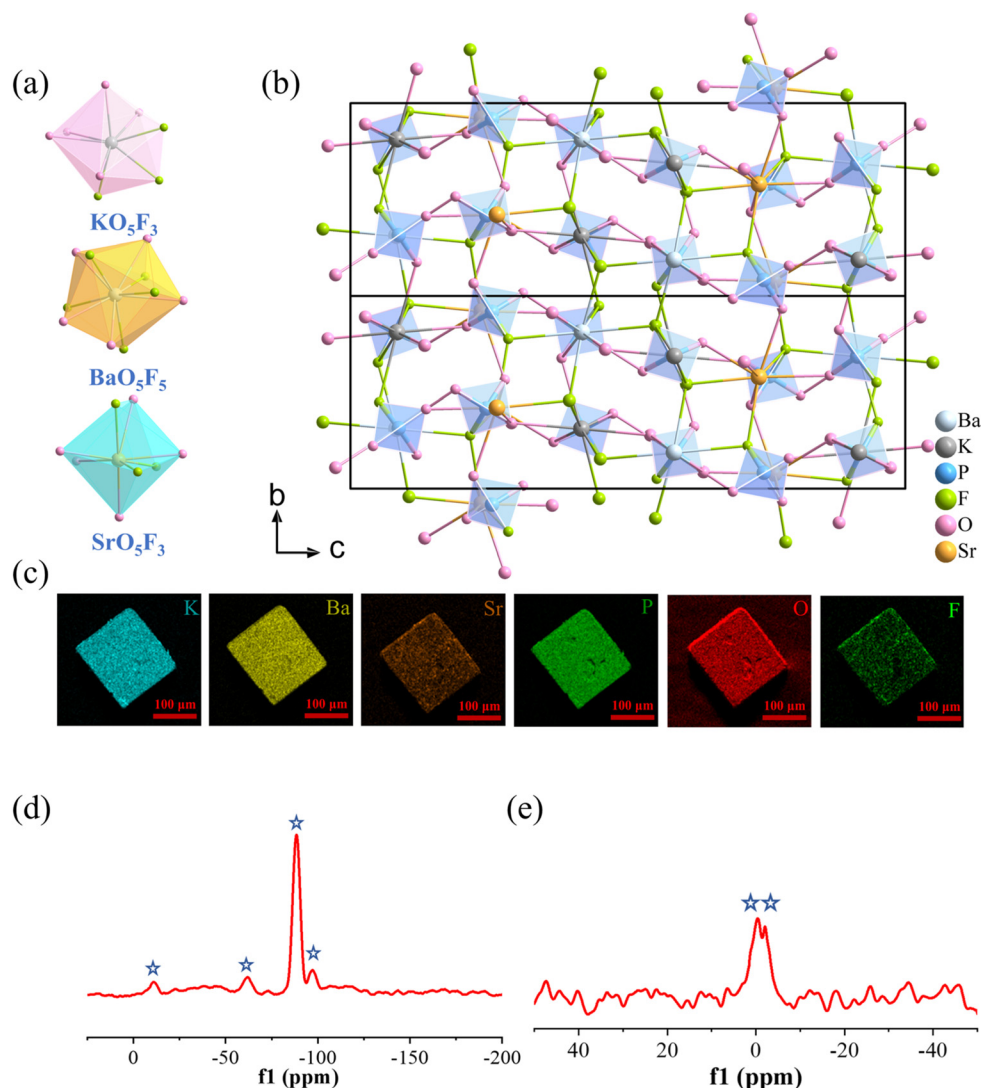 (a)
(b)
KO₅F₃
BaO₅F₅
SrO₅F₃
b
c
Ba
K
P
F
O
Sr
(c)
K
Ba
Sr
P
O
F
100 μm
100 μm
100 μm
100 μm
100 μm
100 μm
(d)
(e)
0
-50
-100
-150
-200
f1 (ppm)
40
20
0
-20
-40
f1 (ppm)